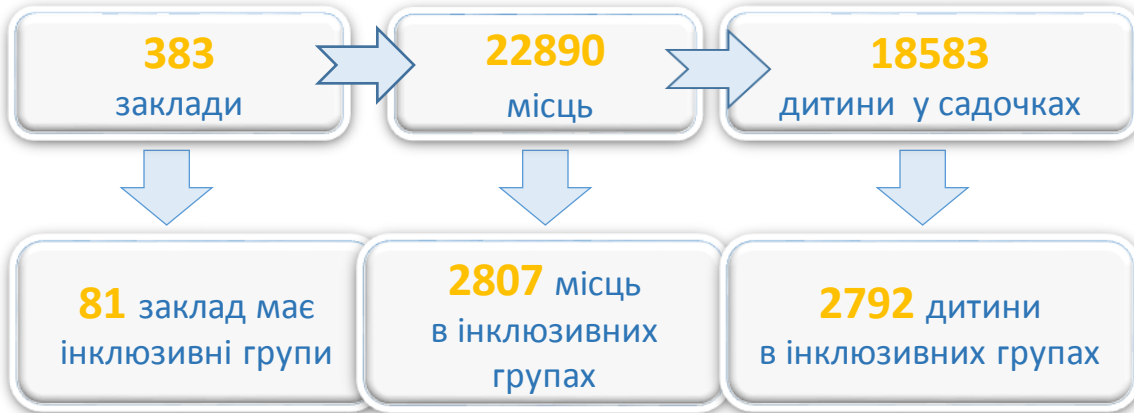 383
заклади
22890
місць
18583
дитини у садочках
81 заклад має
інклюзивні групи
2807 місць
в інклюзивних
групах
2792 дитини
в інклюзивних групах